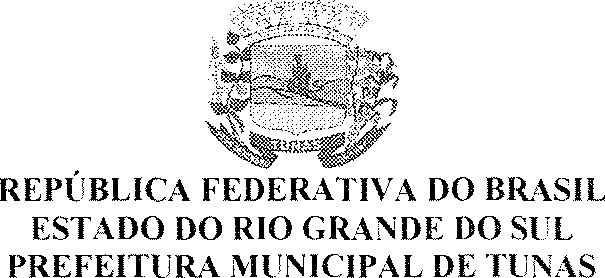 REPÚBLICA FEDERATIVA DO BRASIL
ESTADO DO RIO GRANDE DO SUL
PREFEITURA MUNICIPAL DE TUNAS